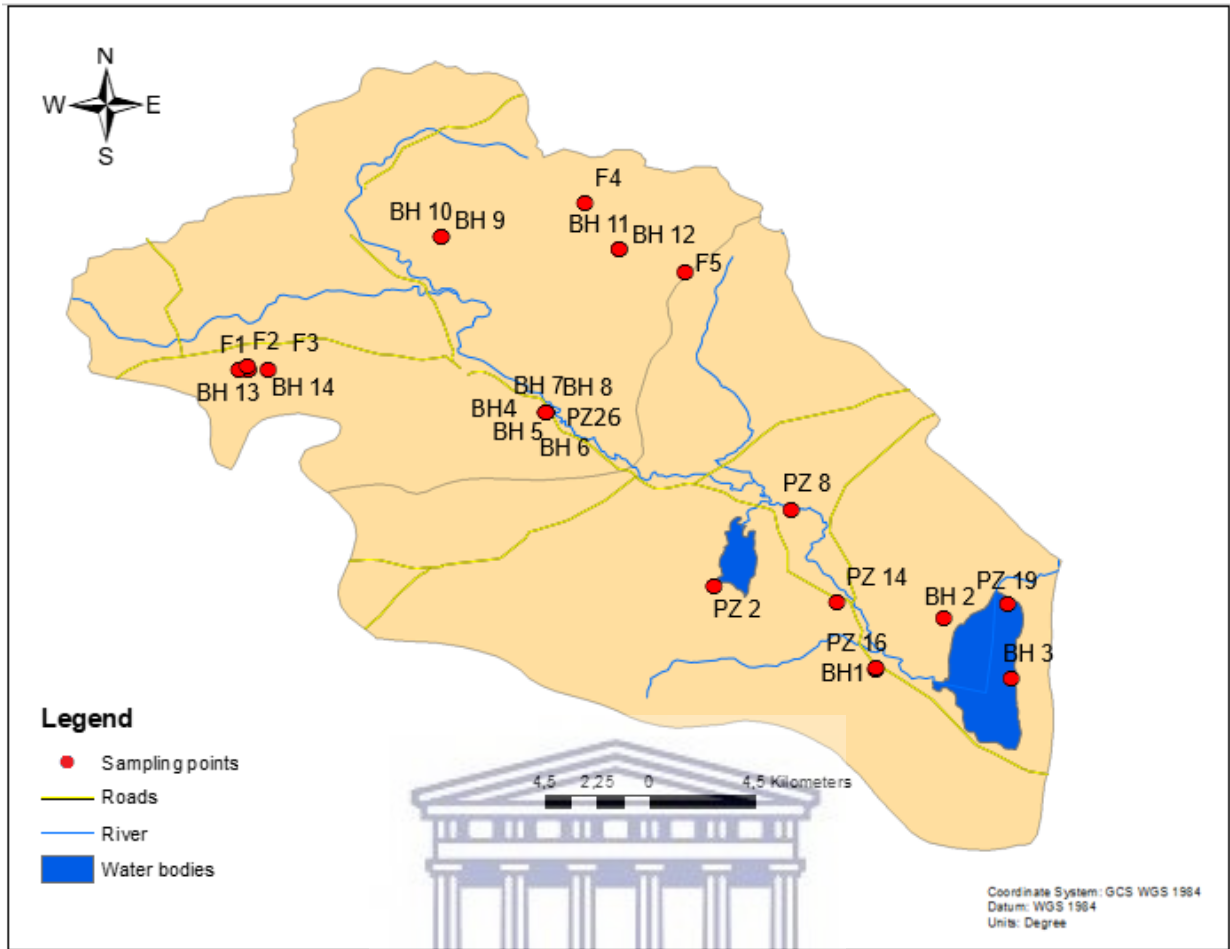 N
W E
S
F4
BH 10 BH 9
BH 11
BH 12
F5
F1 F2 F3
BH 13 BH 14
BH 7 BH 8
BH4 PZ26
BH 5
BH 6
PZ 8
PZ 2
PZ 14
BH 2
PZ 19
PZ 16
BH1
BH 3
Legend
Sampling points
Roads
River
Water bodies
4,5 2,25 0 4,5 Kilometers
Coordinate System: GCS WGS 1984
Datum: WGS 1984
Units: Degree